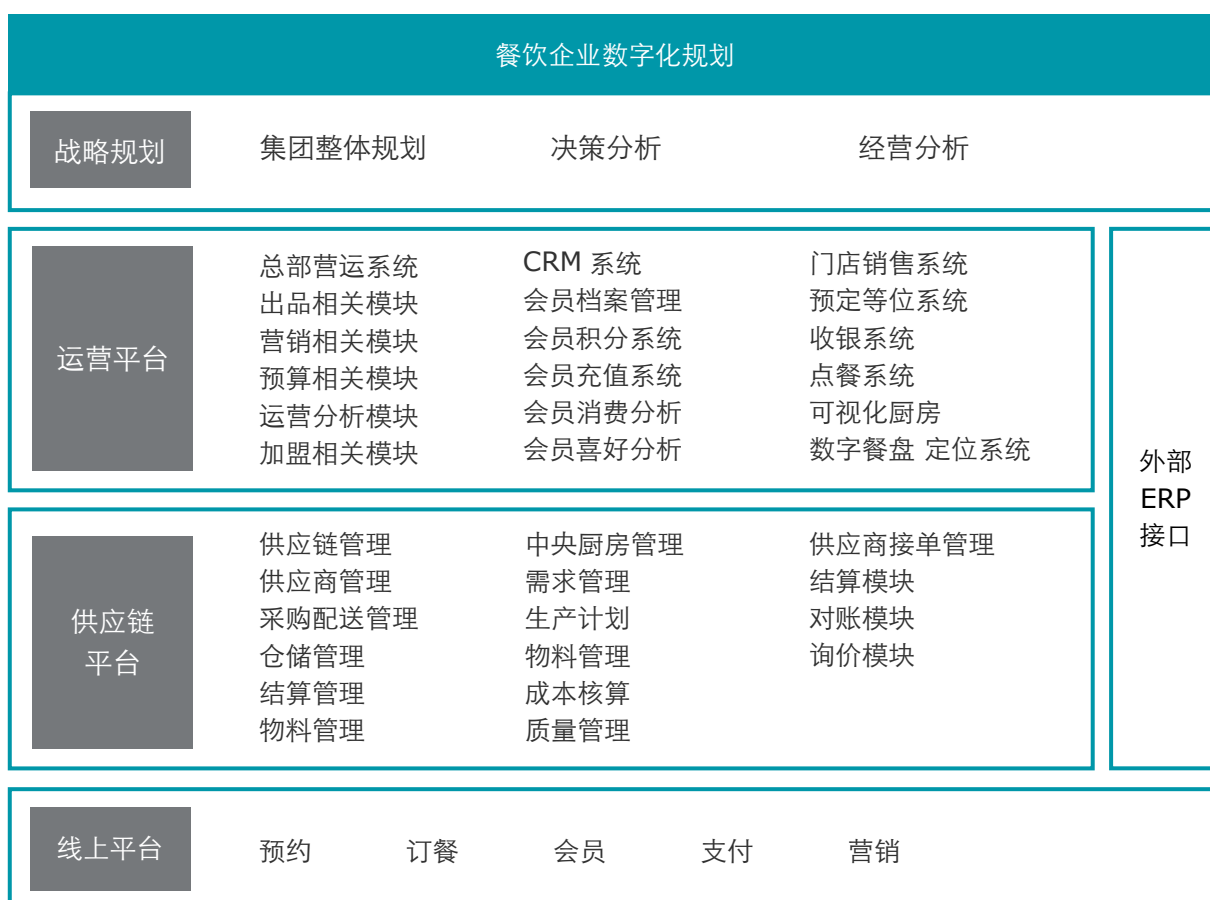 餐饮企业数字化规划
战略规划
集团整体规划
决策分析
经营分析
运营平台
总部营运系统
出品相关模块
营销相关模块
预算相关模块
运营分析模块
加盟相关模块
CRM 系统
会员档案管理
会员积分系统
会员充值系统
会员消费分析
会员喜好分析
门店销售系统
预定等位系统
收银系统
点餐系统
可视化厨房
数字餐盘 定位系统
外部
ERP
接口
供应链
平台
供应链管理
供应商管理
采购配送管理
仓储管理
结算管理
物料管理
中央厨房管理
需求管理
生产计划
物料管理
成本核算
质量管理
供应商接单管理
结算模块
对账模块
询价模块
线上平台
预约
订餐
会员
支付
营销